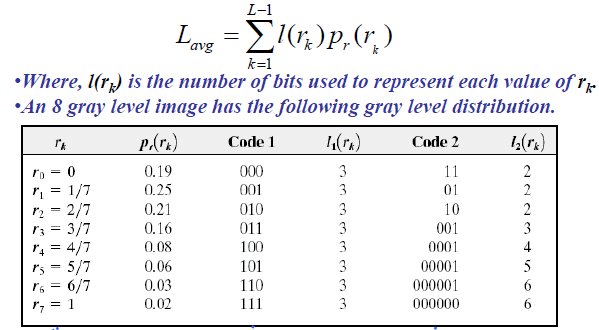 L_avg = Σ_{k=1}^{L-1} l(r_k) p_r(r_k)
•Where, l(r_k) is the number of bits used to represent each value of r_k.
•An 8 gray level image has the following gray level distribution.
r_k p_r(r_k) Code 1 l_1(r_k) Code 2 l_2(r_k)
r_0 = 0 0.19 000 3 11 2
r_1 = 1/7 0.25 001 3 01 2
r_2 = 2/7 0.21 010 3 10 2
r_3 = 3/7 0.16 011 3 001 3
r_4 = 4/7 0.08 100 3 0001 4
r_5 = 5/7 0.06 101 3 00001 5
r_6 = 6/7 0.03 110 3 000001 6
r_7 = 1 0.02 111 3 000000 6